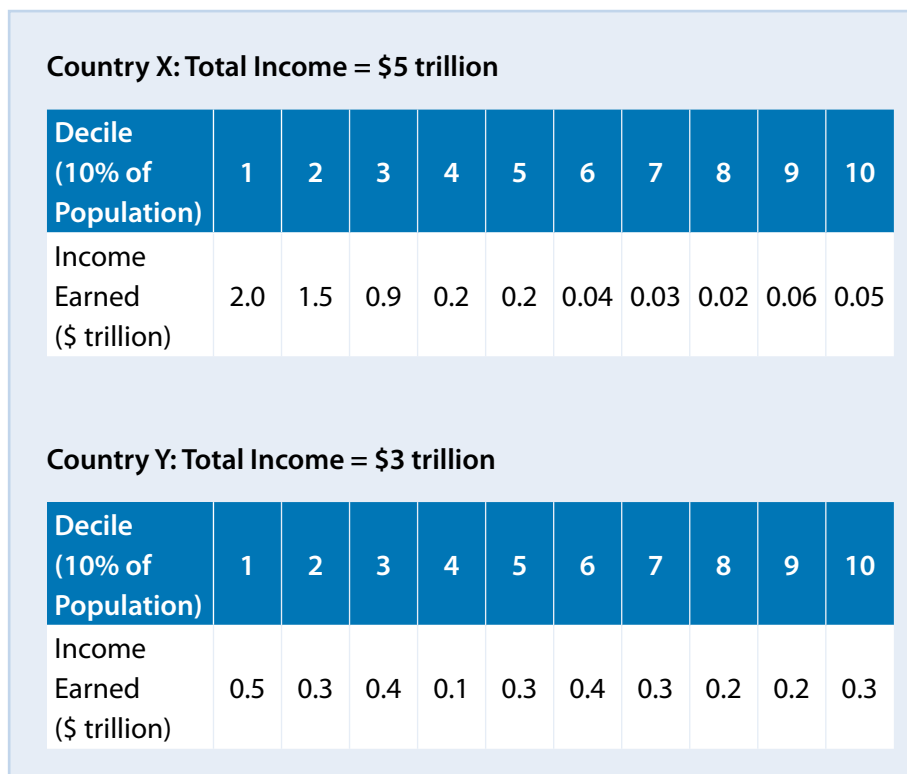 Country X: Total Income = $5 trillion
Decile
(10% of
Population) 1 2 3 4 5 6 7 8 9 10
Income
Earned
($ trillion) 2.0 1.5 0.9 0.2 0.2 0.04 0.03 0.02 0.06 0.05
Country Y: Total Income = $3 trillion
Decile
(10% of
Population) 1 2 3 4 5 6 7 8 9 10
Income
Earned
($ trillion) 0.5 0.3 0.4 0.1 0.3 0.4 0.3 0.2 0.2 0.3